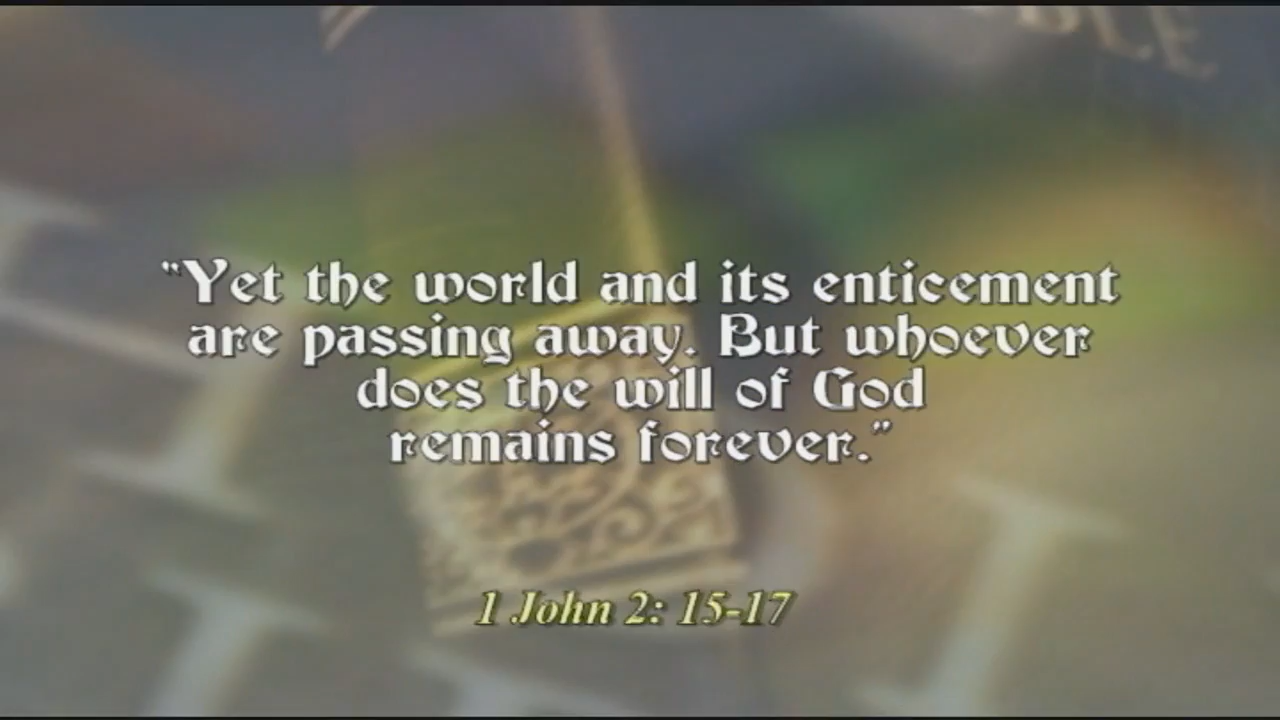 “Yet the world and its enticement
are passing away. But whoever
does the will of God
remains forever.”
1 John 2: 15-17